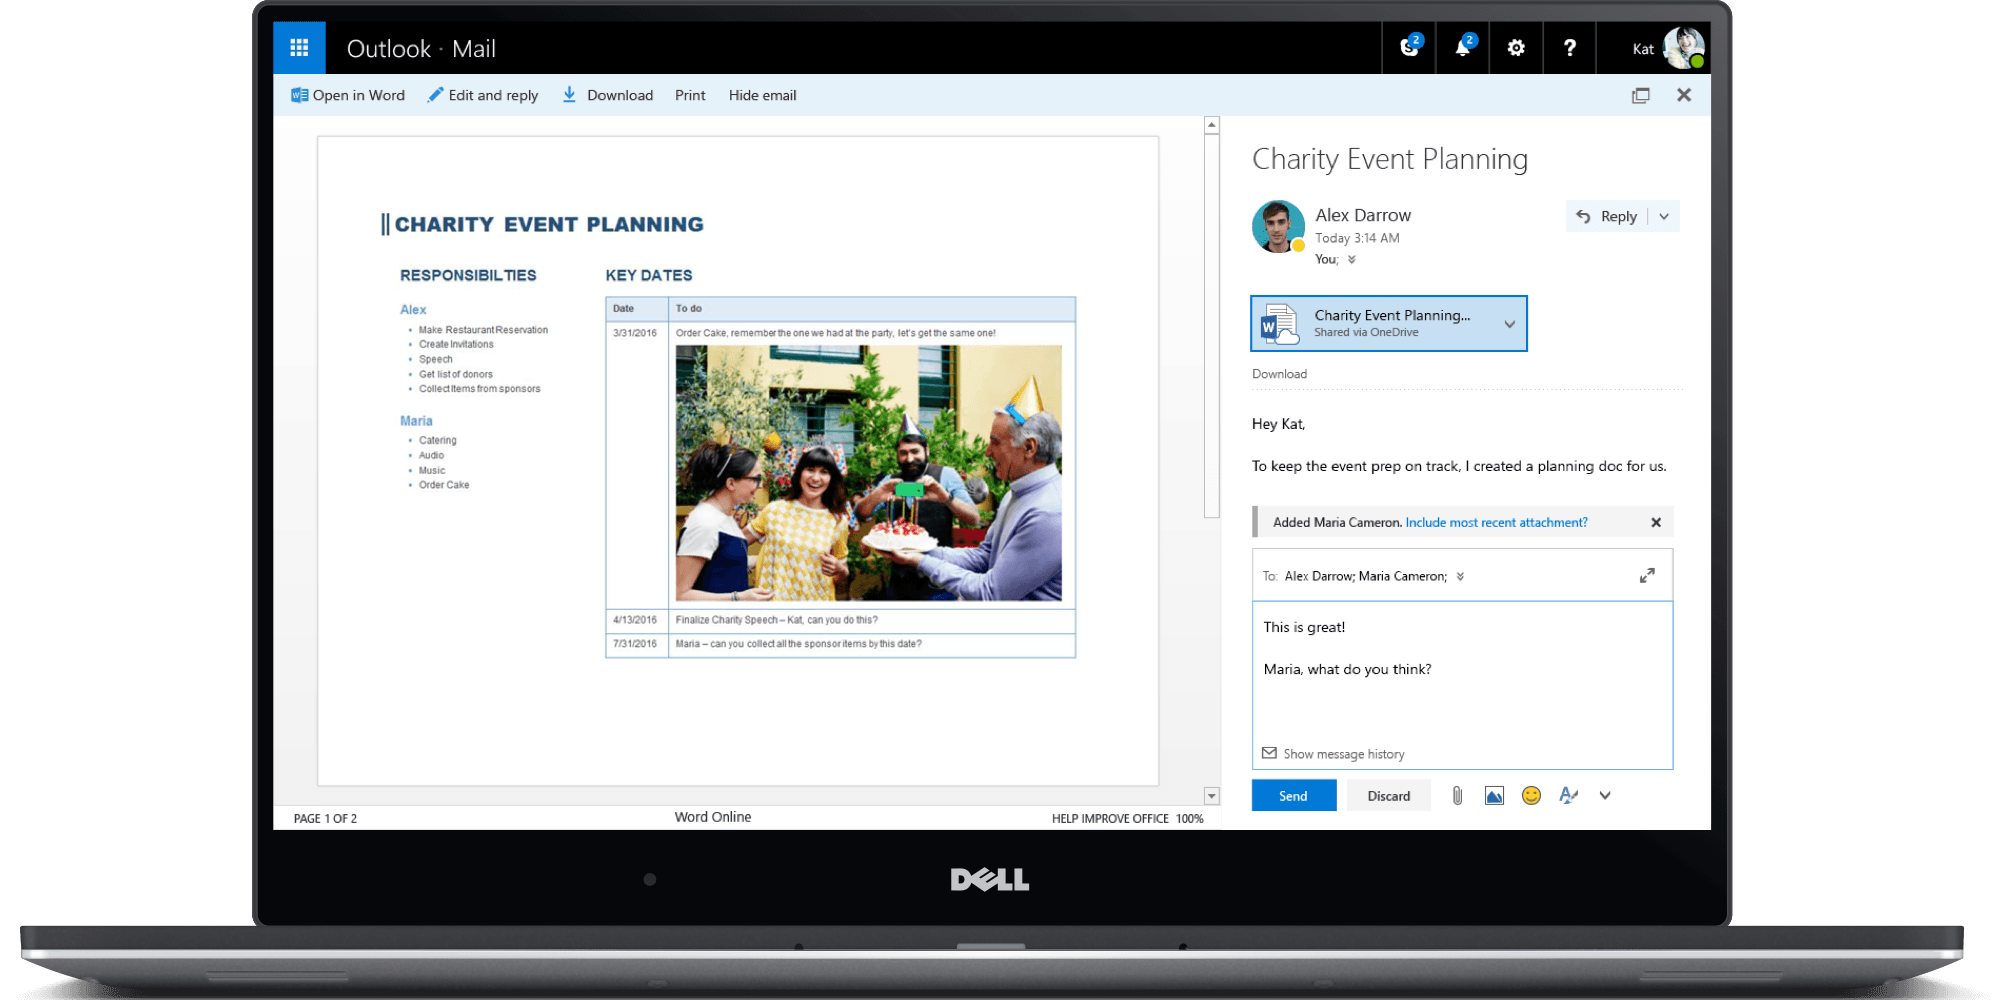 Outlook · Mail
2
2
?
Kat
Open in Word
Edit and reply
Download
Print
Hide email
CHARITY EVENT PLANNING
RESPONSIBILTIES
Alex
Make Restaurant Reservation
Create Invitations
Speech
Get list of donors
Collect Items from sponsors
Maria
Catering
Audio
Music
Order Cake
KEY DATES
Date To do
3/31/2016 Order Cake, remember the one we had at the party, let's get the same one!
4/13/2016 Finalize Charity Speech – Kat, can you do this?
7/31/2016 Maria – can you collect all the sponsor items by this date?
PAGE 1 OF 2
Word Online
HELP IMPROVE OFFICE 100%
Charity Event Planning
Alex Darrow
Today 3:14 AM
You;
Reply
W
Charity Event Planning...
Shared via OneDrive
Download
Hey Kat,
To keep the event prep on track, I created a planning doc for us.
Added Maria Cameron. Include most recent attachment?
To: Alex Darrow; Maria Cameron;
This is great!
Maria, what do you think?
Show message history
Send
Discard
DELL